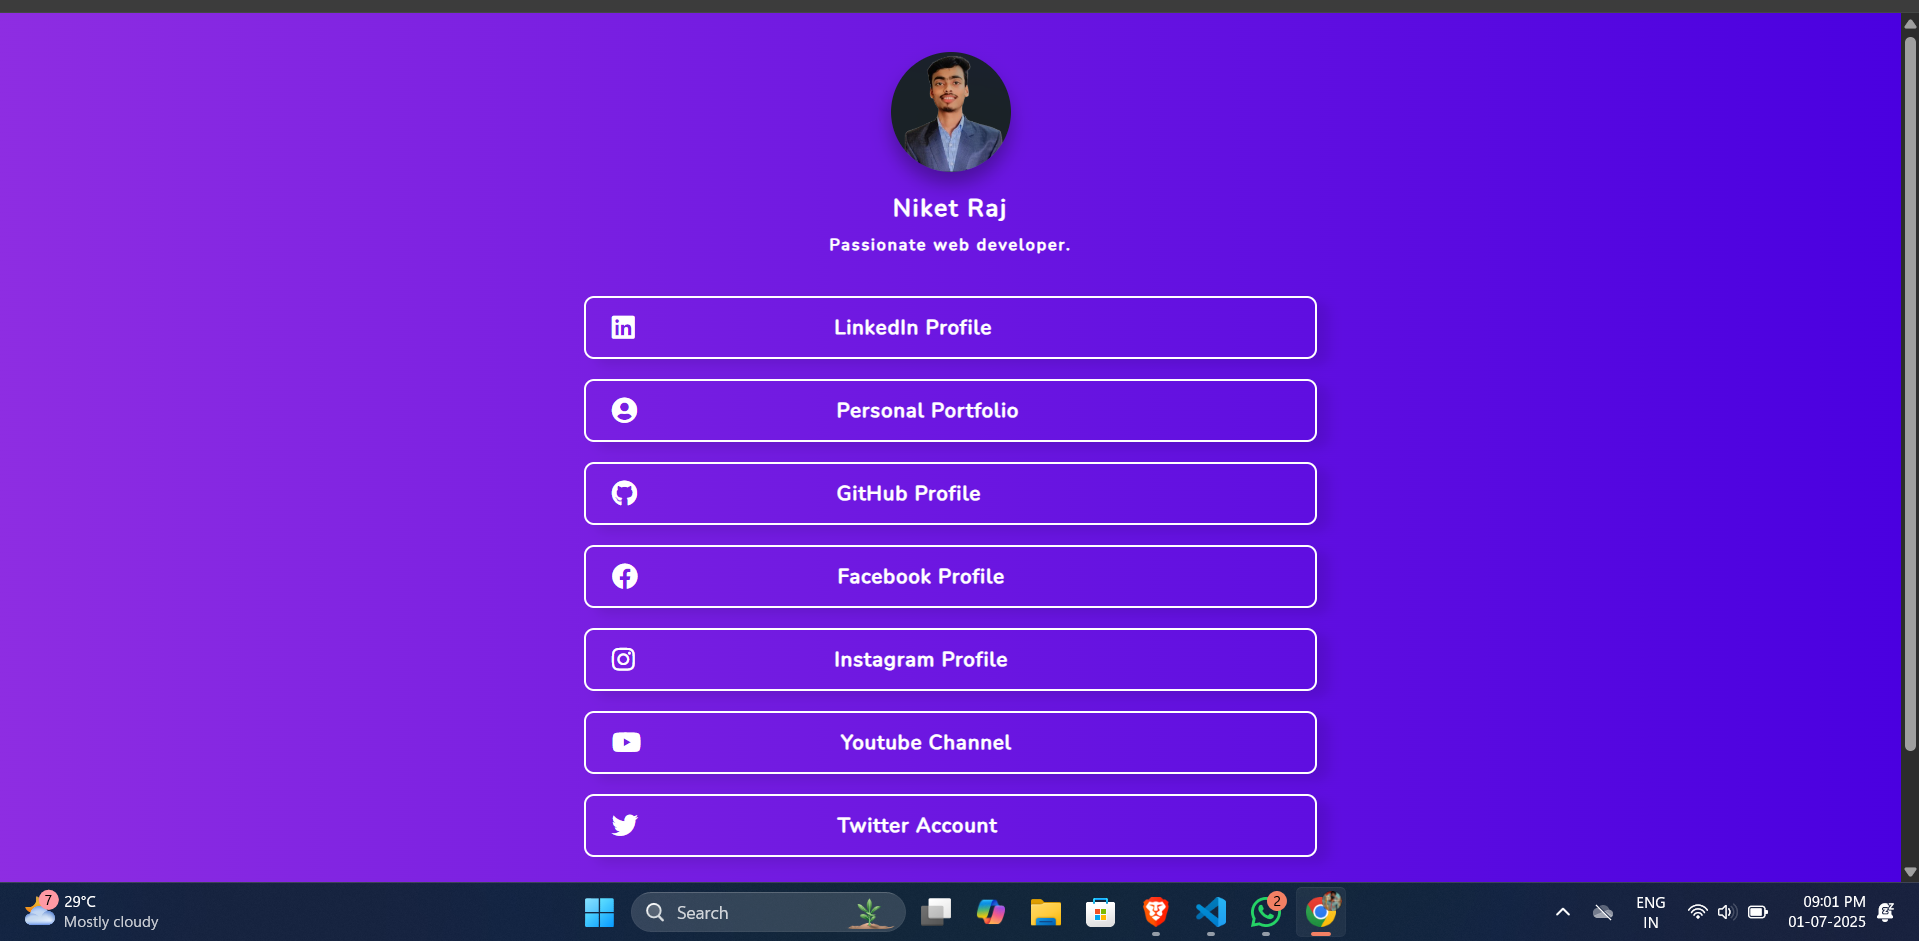 Niket Raj
Passionate web developer.
LinkedIn Profile
Personal Portfolio
GitHub Profile
Facebook Profile
Instagram Profile
Youtube Channel
Twitter Account
7
29°C
Mostly cloudy
Search
2
ENG
IN
09:01 PM
01-07-2025